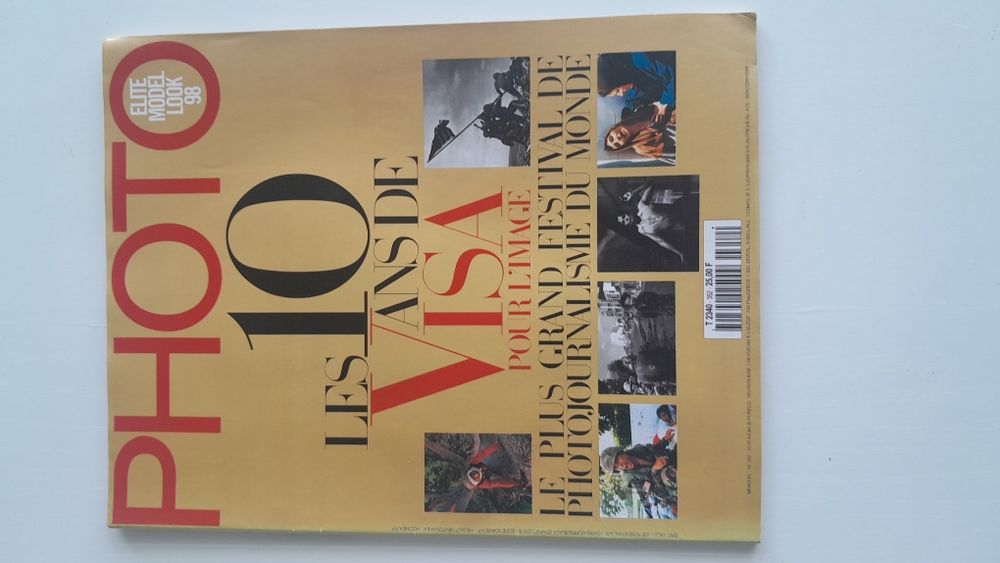 PHOTO
ELITE
MODEL
LOOK
98
LES 10
ANS DE
VISA
POUR L'IMAGE
LE PLUS GRAND FESTIVAL DE
PHOTOJOURNALISME DU MONDE
T 2340 - 352 - 25,00 F